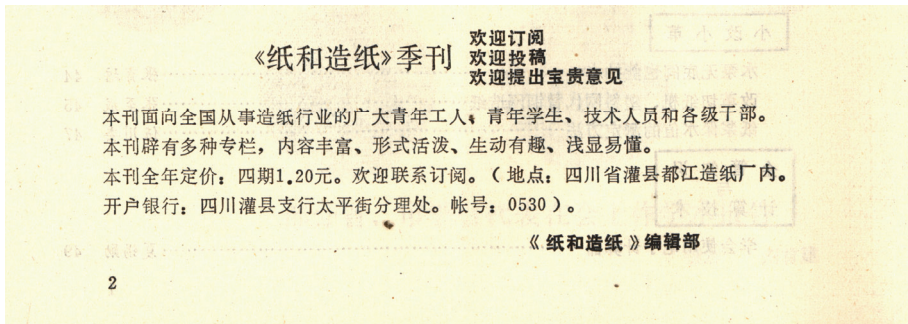 《纸和造纸》季刊
欢迎订阅
欢迎投稿
欢迎提出宝贵意见
本刊面向全国从事造纸行业的广大青年工人、青年学生、技术人员和各级干部。
本刊辟有多种专栏，内容丰富、形式活泼、生动有趣、浅显易懂。
本刊全年定价：四期1.20元。欢迎联系订阅。（地点：四川省灌县都江造纸厂内。
开户银行：四川灌县支行太平街分理处。帐号：0530）。
《纸和造纸》编辑部
2